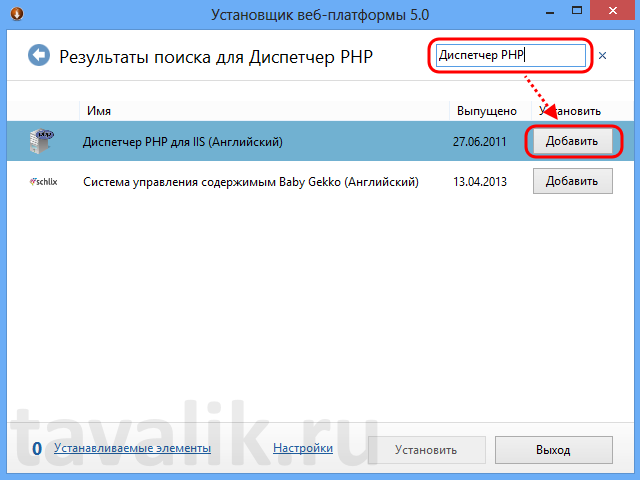 Установщик веб-платформы 5.0
Результаты поиска для Диспетчер PHP
Диспетчер PHP
Имя Выпущено Установить
php
Диспетчер PHP для IIS (Английский) 27.06.2011 Добавить
schlix
Система управления содержимым Baby Gekko (Английский) 13.04.2013 Добавить
tavalik.ru
0 Устанавливаемые элементы Настройки Установить Выход